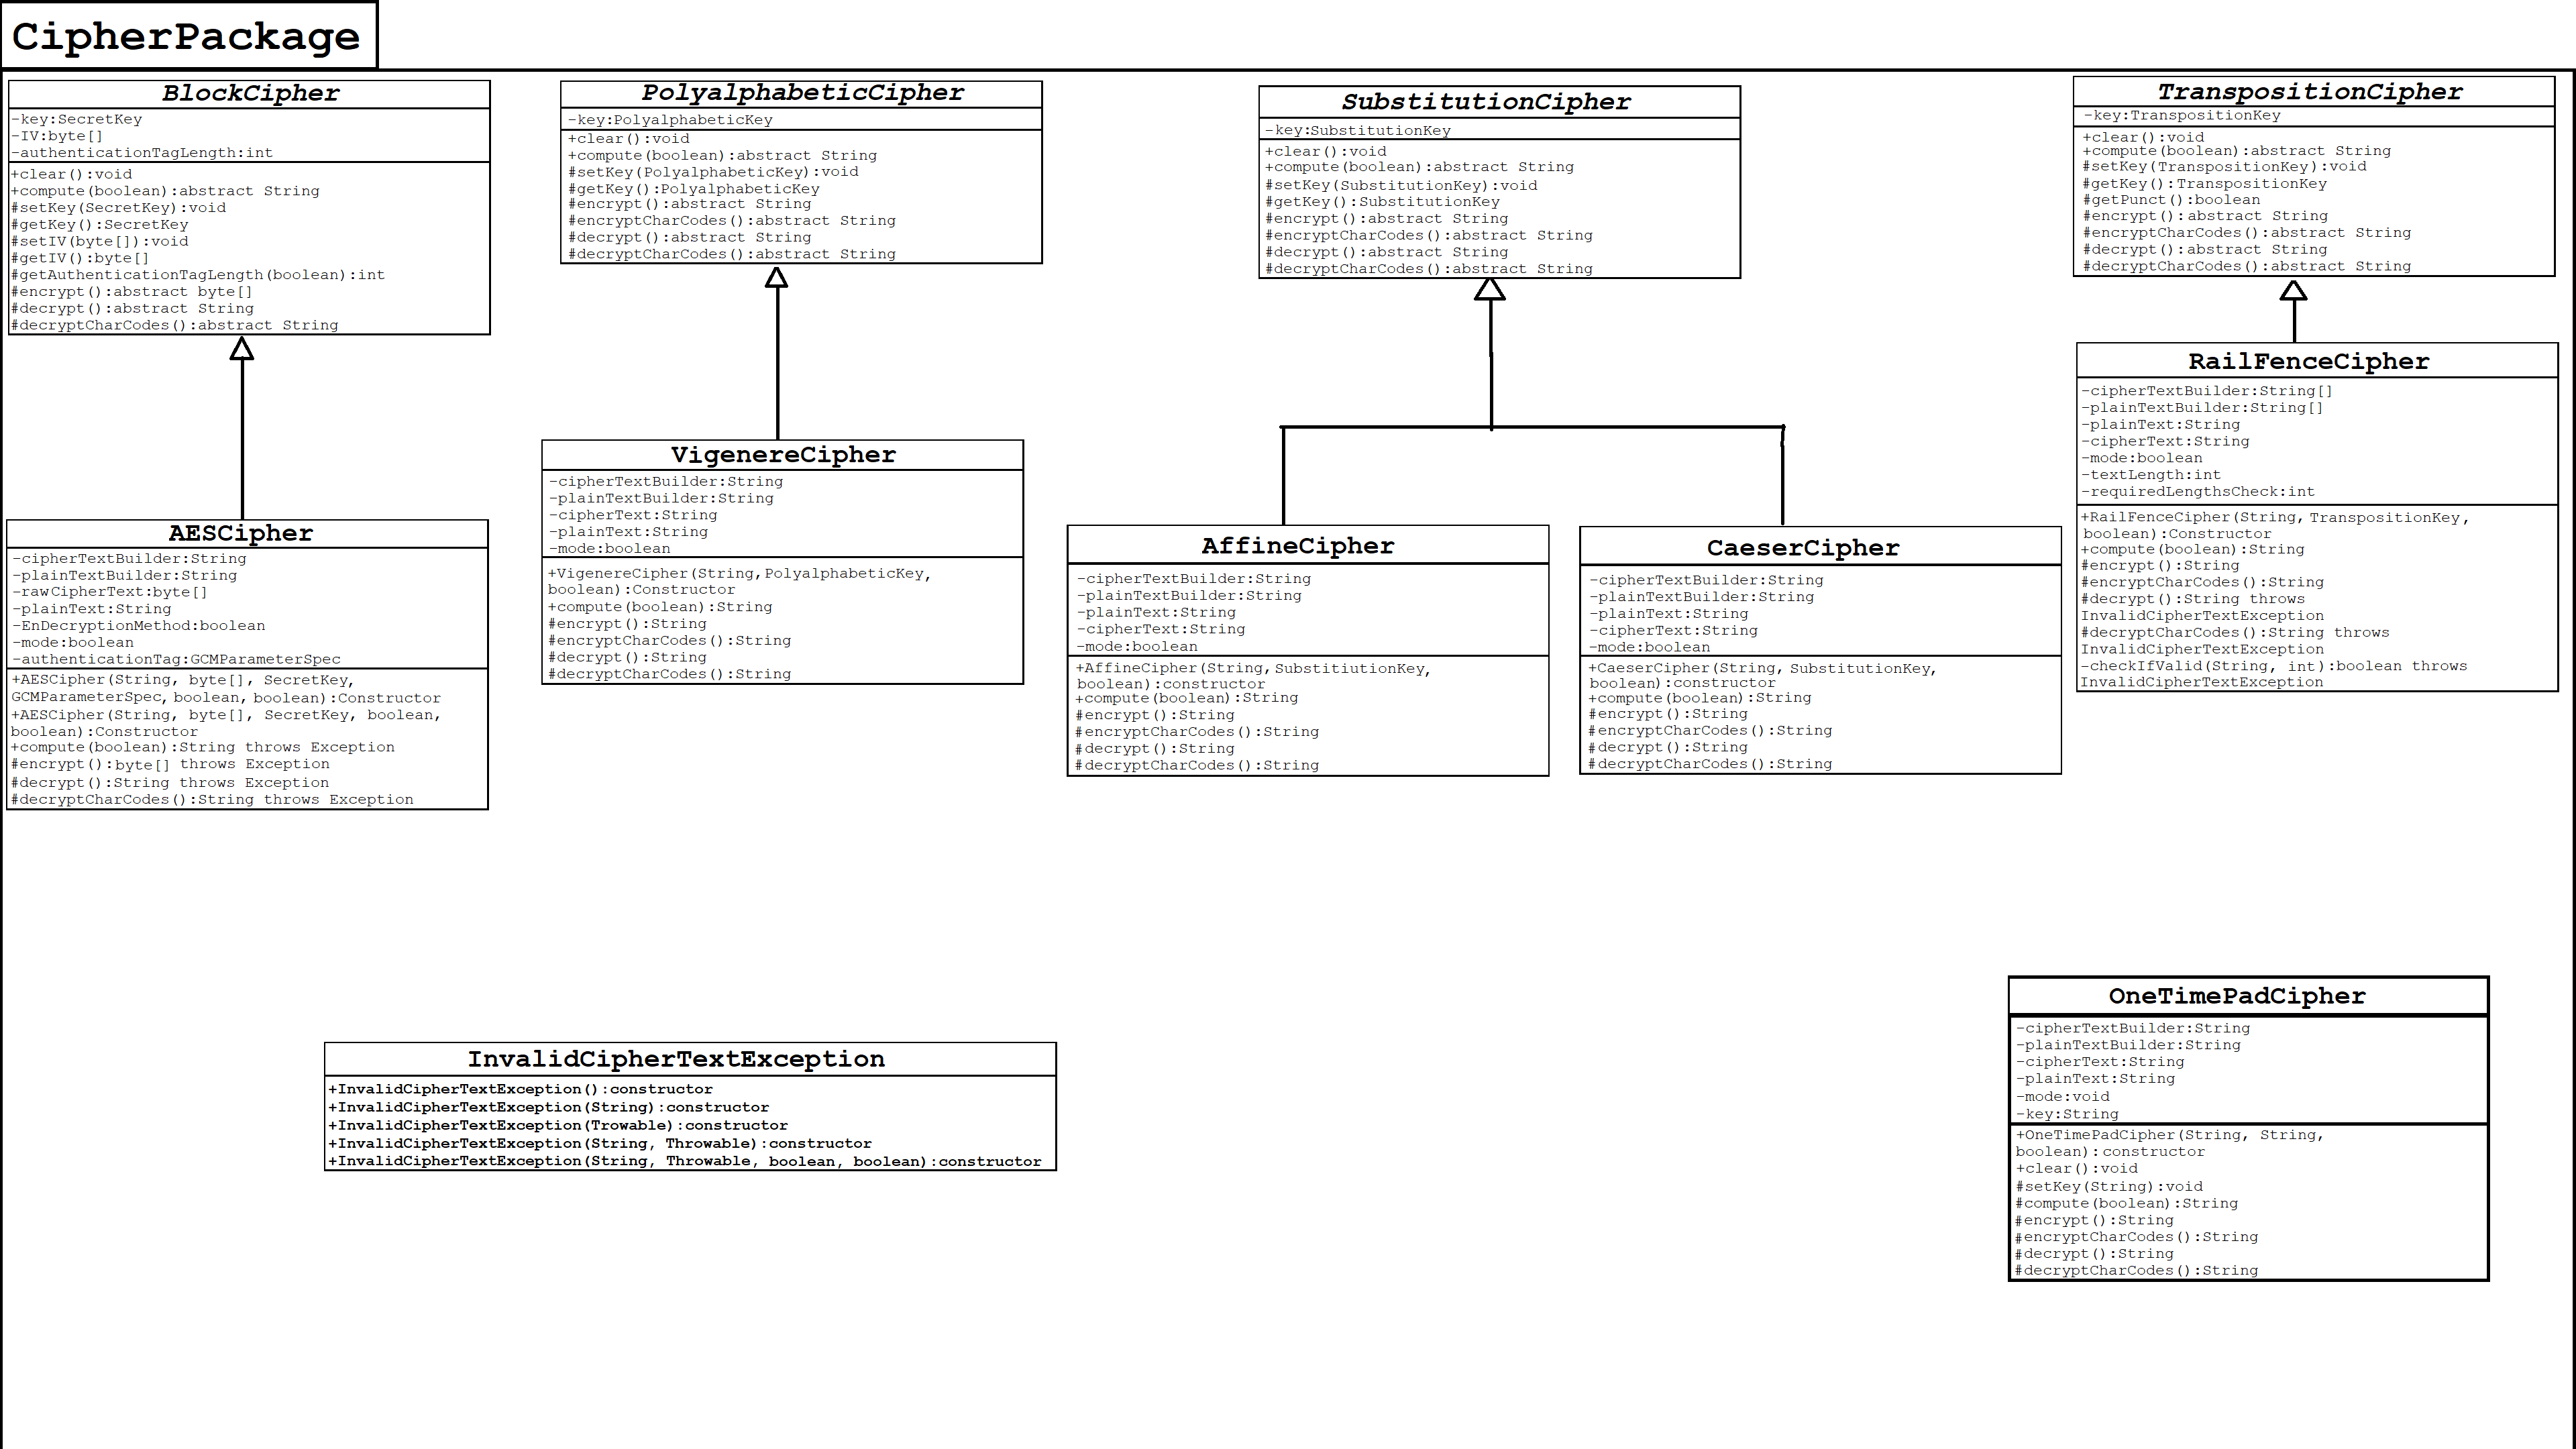 CipherPackage
BlockCipher
-key:SecretKey
-IV:byte[]
-authenticationTagLength:int
+clear():void
+compute(boolean):abstract String
#setKey(SecretKey):void
#getKey():SecretKey
#setIV(byte[]):void
#getIV():byte[]
#getAuthenticationTagLength(boolean):int
#encrypt():abstract byte[]
#decrypt():abstract String
#decryptCharCodes():abstract String
PolyalphabeticCipher
-key:PolyalphabeticKey
+clear():void
+compute(boolean):abstract String
#setKey(PolyalphabeticKey):void
#getKey():PolyalphabeticKey
#encrypt():abstract String
#encryptCharCodes():abstract String
#decrypt():abstract String
#decryptCharCodes():abstract String
SubstitutionCipher
-key:SubstitutionKey
+clear():void
+compute(boolean):abstract String
#setKey(SubstitutionKey):void
#getKey():SubstitutionKey
#encrypt():abstract String
#encryptCharCodes():abstract String
#decrypt():abstract String
#decryptCharCodes():abstract String
TranspositionCipher
-key:TranspositionKey
+clear():void
+compute(boolean):abstract String
#setKey(TranspositionKey):void
#getKey():TranspositionKey
#getPunct():boolean
#encrypt():abstract String
#encryptCharCodes():abstract String
#decrypt():abstract String
#decryptCharCodes():abstract String
AESCipher
-cipherTextBuilder:String
-plainTextBuilder:String
-rawCipherText:byte[]
-plainText:String
-EnDecryptionMethod:boolean
-mode:boolean
-authenticationTag:GCMParameterSpec
+AESCipher(String, byte[], SecretKey,
GCMParameterSpec, boolean, boolean):Constructor
+AESCipher(String, byte[], SecretKey, boolean,
boolean):Constructor
+compute(boolean):String throws Exception
#encrypt():byte[] throws Exception
#decrypt():String throws Exception
#decryptCharCodes():String throws Exception
VigenereCipher
-cipherTextBuilder:String
-plainTextBuilder:String
-cipherText:String
-plainText:String
-mode:boolean
+VigenereCipher(String, PolyalphabeticKey,
boolean):Constructor
+compute(boolean):String
#encrypt():String
#encryptCharCodes():String
#decrypt():String
#decryptCharCodes():String
AffineCipher
-cipherTextBuilder:String
-plainTextBuilder:String
-plainText:String
-cipherText:String
-mode:boolean
+AffineCipher(String, SubstitiutionKey,
boolean):constructor
+compute(boolean):String
#encrypt():String
#encryptCharCodes():String
#decrypt():String
#decryptCharCodes():String
CaeserCipher
-cipherTextBuilder:String
-plainTextBuilder:String
-plainText:String
-cipherText:String
-mode:boolean
+CaeserCipher(String, SubstitutionKey,
boolean):constructor
+compute(boolean):String
#encrypt():String
#encryptCharCodes():String
#decrypt():String
#decryptCharCodes():String
RailFenceCipher
-cipherTextBuilder:String[]
-plainTextBuilder:String[]
-plainText:String
-cipherText:String
-mode:boolean
-textLength:int
-requiredLengthsCheck:int
+RailFenceCipher(String, TranspositionKey,
boolean):Constructor
+compute(boolean):String
#encrypt():String
#encryptCharCodes():String
#decrypt():String throws
InvalidCipherTextException
#decryptCharCodes():String throws
InvalidCipherTextException
-checkIfValid(String, int):boolean throws
InvalidCipherTextException
InvalidCipherTextException
+InvalidCipherTextException():constructor
+InvalidCipherTextException(String):constructor
+InvalidCipherTextException(Trowable):constructor
+InvalidCipherTextException(String, Throwable):constructor
+InvalidCipherTextException(String, Throwable, boolean, boolean):constructor
OneTimePadCipher
-cipherTextBuilder:String
-plainTextBuilder:String
-cipherText:String
-plainText:String
-mode:void
-key:String
+OneTimePadCipher(String, String,
boolean):constructor
+clear():void
#setKey(String):void
#compute(boolean):String
#encrypt():String
#encryptCharCodes():String
#decrypt():String
#decryptCharCodes():String